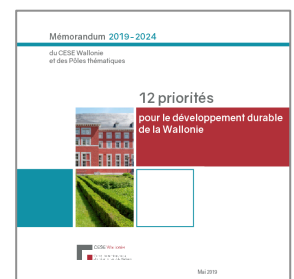 Mémorandum 2019-2024
du CESE Wallonie
et des Pôles thématiques
12 priorités
pour le développement durable
de la Wallonie
CESE Wallonie
Mai 2019